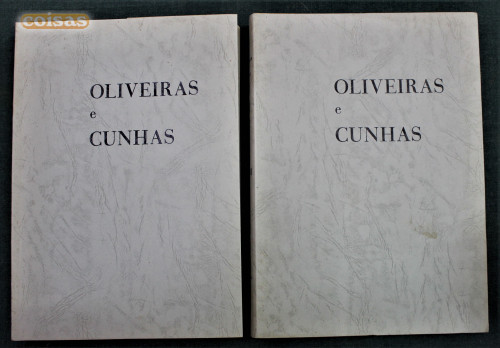 coisas
OLIVEIRAS
e
CUNHAS
OLIVEIRAS
e
CUNHAS